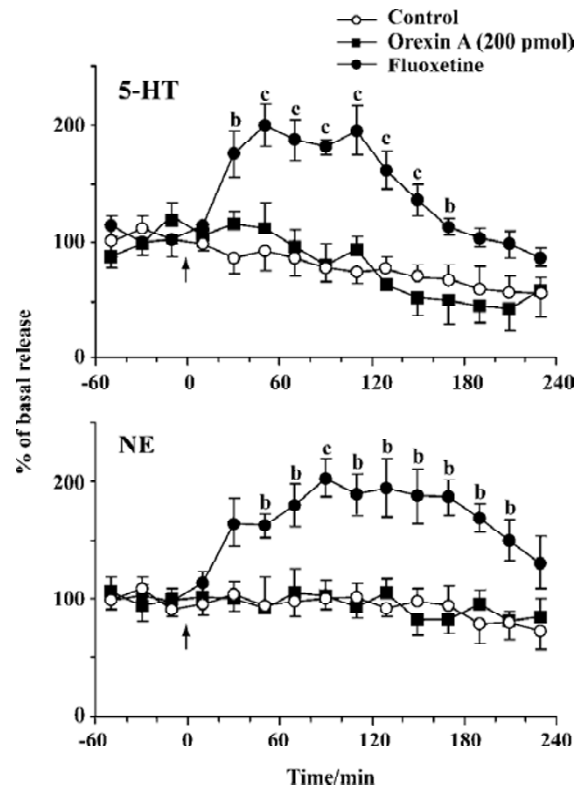 Control
Orexin A (200 pmol)
Fluoxetine
5-HT
200
100
0
b c c c c c c b
-60 0 60 120 180 240
% of basal release
NE
200
100
0
b b c b b b b b b
-60 0 60 120 180 240
Time/min